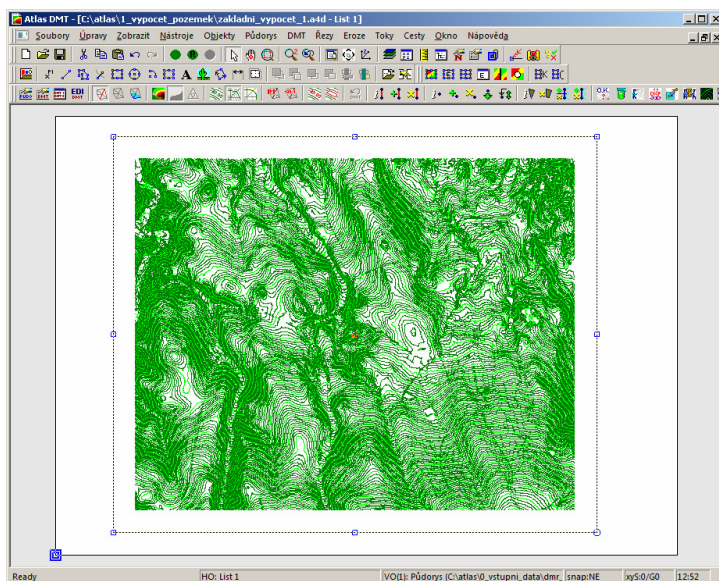 Atlas DMT - [C:\atlas\1_vypocet_pozemek\zakladni_vypocet_1.a4d - List 1]
Soubory Úpravy Zobrazit Nástroje Objekty Půdorys DMT Řezy Eroze Toky Cesty Okno Nápověda
EDI
Ready HO: List 1 VO(1): Půdorys (C:\atlas\0_vstupni_data\dmr_ snap:NE xyS:0/G0 12:52